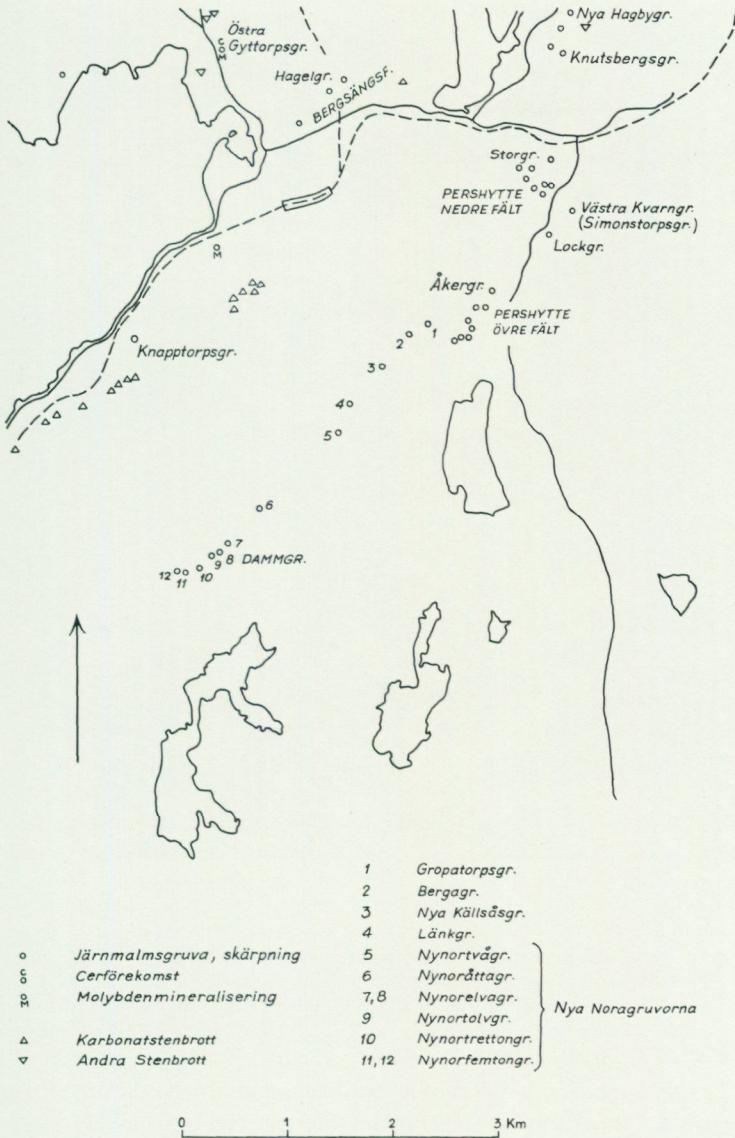 Nya Hagbygr.
Östra
Gyttorpsgr.
C
M
Knutsbergsgr.
Hagelgr.
BERGSÄNGSF.
Storgr.
PERSHYTTE
NEDRE FÄLT
Västra Kvarngr.
(Simonstorpsgr.)
Lockgr.
M
Åkergr.
PERSHYTTE
ÖVRE FÄLT
1
2
Knapptorpsgr.
3
4
5
6
7
8 DAMMGR.
9
10
11
12
1 Gropatorpsgr.
2 Bergagr.
3 Nya Källsåsgr.
4 Länkgr.
5 Nynortvågr.
6 Nynoråttagr.
7,8 Nynorelvagr.
9 Nynortolvgr.
10 Nynortrettongr.
11,12 Nynorfemtongr.
Nya Noragruvorna
Järnmalmsgruva, skärpning
C Cerförekomst
M Molybdenmineralisering
Karbonatstenbrott
Andra Stenbrott
0 1 2 3 Km